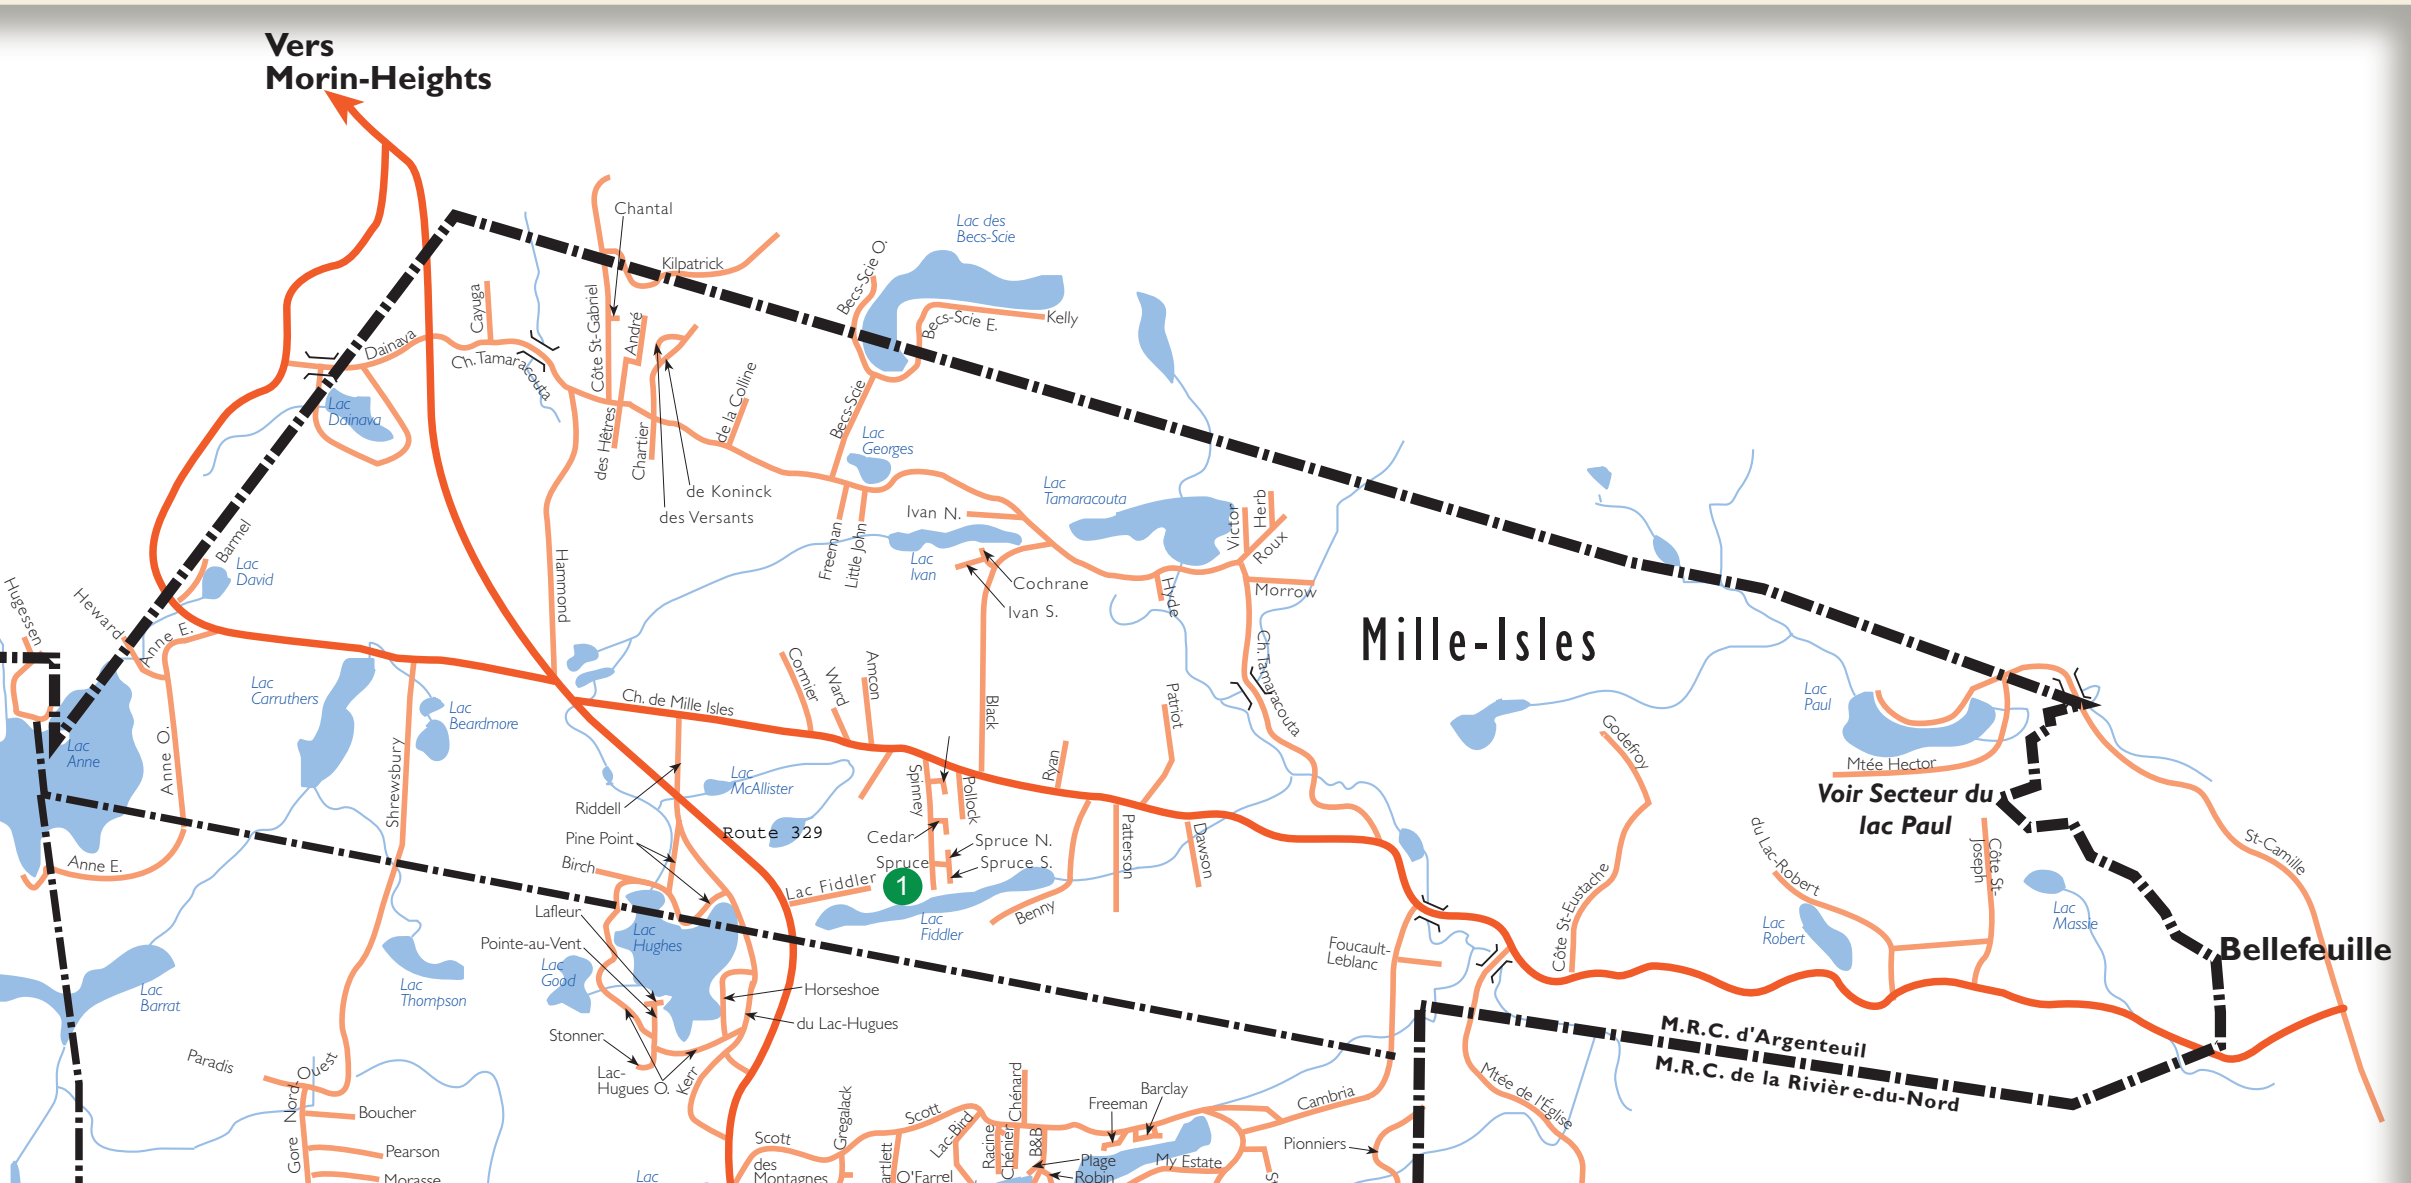 Vers
Morin-Heights
Chantal
Kilpatrick
Lac des
Becs-Scie
Becs-Scie O.
Becs-Scie E.
Kelly
Cayuga
Dainava
Ch. Tamaracouta
Côte St-Gabriel
André
Lac
Dainava
des Hêtres
Chartier
de la Colline
Becs-Scie
Lac
Georges
de Koninck
des Versants
Lac
Tamaracouta
Ivan N.
Freeman
Little John
Lac
Ivan
Victor
Herb
Roux
Cochrane
Ivan S.
Hyde
Morrow
Barmel
Lac
David
Hugessen
Heward
Anne E.
Hammond
Mille-Isles
Ch. Tamaracouta
Lac
Carruthers
Lac
Beardmore
Ch. de Mille Isles
Cormier
Ward
Amcon
Black
Patriot
Lac
Paul
Godefroy
Lac
Anne
Anne O.
Shrewsbury
Lac
McAllister
Riddell
Spinney
Pollock
Ryan
Mtée Hector
Voir Secteur du
lac Paul
Route 329
Pine Point
Birch
Cedar
Spruce N.
Spruce
Spruce S.
Lac Fiddler
1
Patterson
Dawson
du Lac-Robert
Côte St-
Joseph
St-Camille
Anne E.
Lafleur
Lac
Hughes
Lac
Fiddler
Benny
Côte St-Eustache
Lac
Robert
Lac
Massie
Bellefeuille
Pointe-au-Vent
Lac
Good
Foucault-
Leblanc
Lac
Barrat
Lac
Thompson
Horseshoe
du Lac-Hugues
Stonner
Lac-
Hugues O.
Kerr
M.R.C. d'Argenteuil
M.R.C. de la Rivière-du-Nord
Paradis
Nord-Ouest
Boucher
Gore
Pearson
Morasse
Gregalack
Scott
Scott
Lac-Bird
Chénard
Racine
Chénier
B&B
Freeman
Barclay
Cambria
Mtée de l'Église
Pionniers
des
Montagnes
artlett
O'Farrel
Plage
Robin
My Estate
Lac